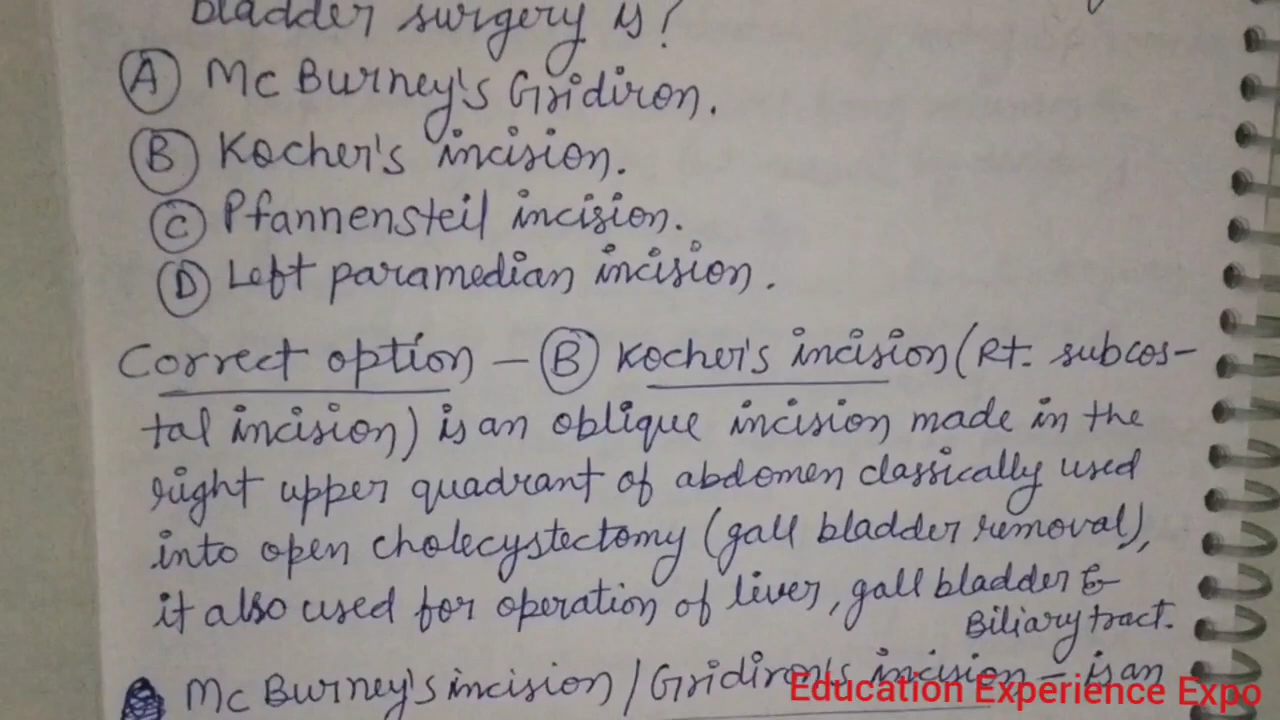 bladder surgery is?
A Mc Burney's Gridiron.
B Kocher's incision.
C Pfannensteil incision.
D Left paramedian incision.
Correct option – B Kocher's incision (Rt. subcos-
tal incision) is an oblique incision made in the
right upper quadrant of abdomen classically used
into open cholecystectomy (gall bladder removal),
it also used for operation of liver, gall bladder &
Biliary tract.
Mc Burney's incision / Gridiron's incision – is an
Education Experience Expo